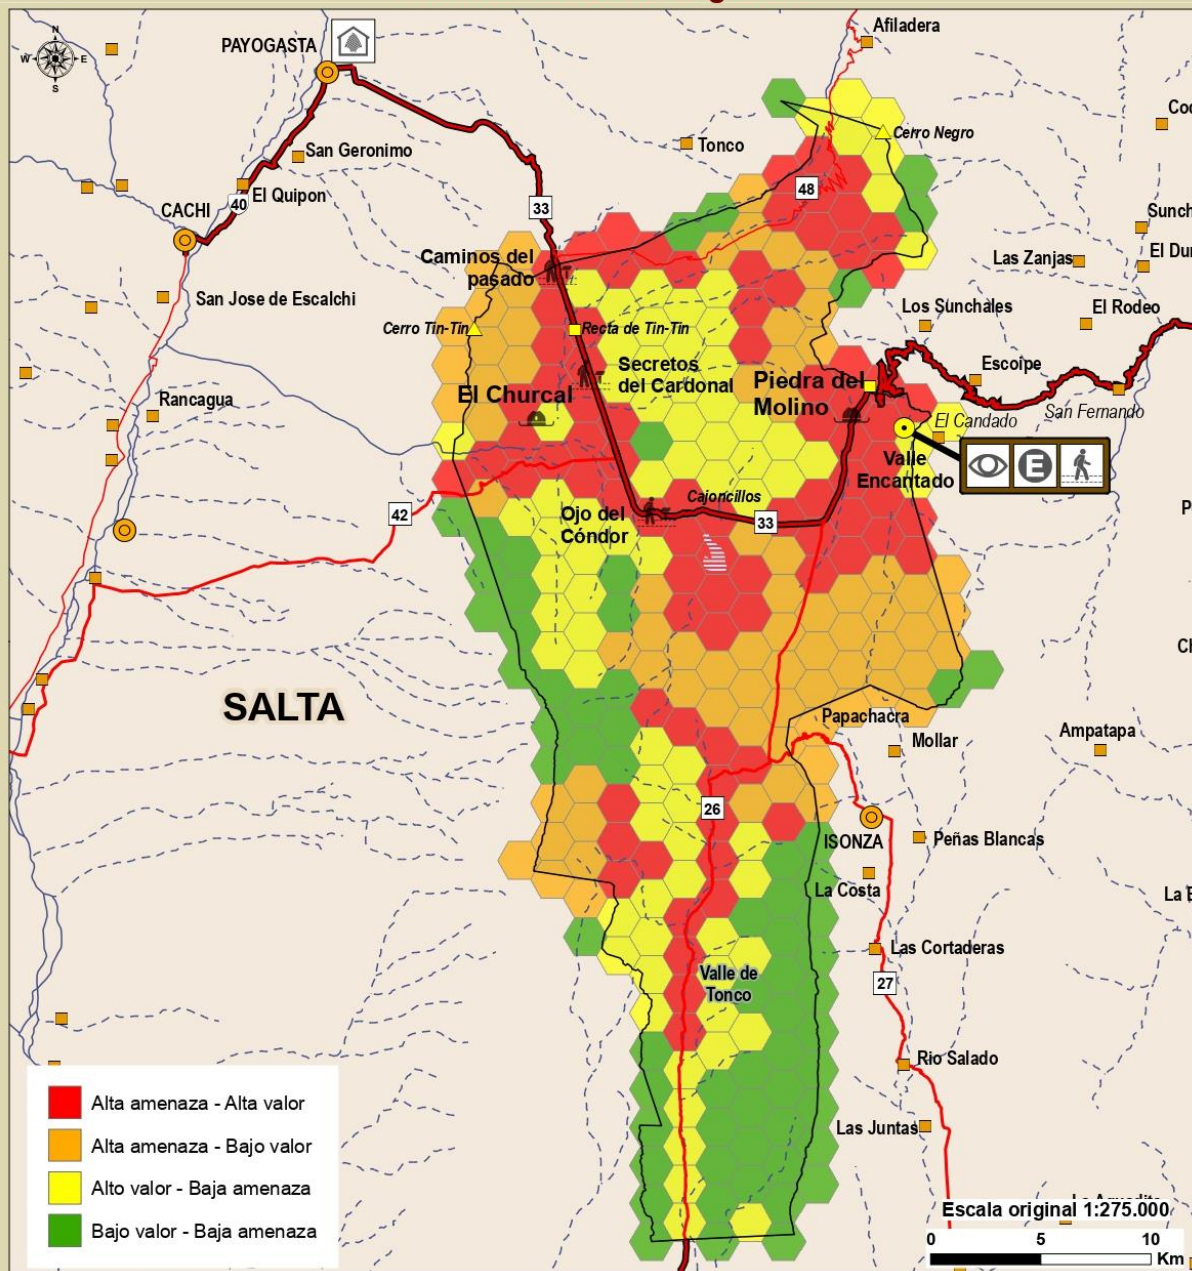 N
W
E
S
PAYOGASTA
Afiladera
San Geronimo
Tonco
Cerro Negro
El Quipon
40
CACHI
33
48
Las Zanjas
Caminos del
pasado
San Jose de Escalchi
Los Sunchales
El Rodeo
Cerro Tin-Tin
Recta de Tin-Tin
Secretos
del Cardonal
Escoipe
El Churcal
Piedra del
Molino
Rancagua
San Fernando
El Candado
Valle
Encantado
E
Cajoncillos
42
Ojo del
Cóndor
33
SALTA
Papachacra
Mollar
Ampatapa
26
ISONZA
Peñas Blancas
La Costa
Las Cortaderas
Valle de
Tonco
27
Rio Salado
Las Juntas
Alta amenaza - Alta valor
Alta amenaza - Bajo valor
Alto valor - Baja amenaza
Bajo valor - Baja amenaza
Escala original 1:275.000
0 5 10
Km